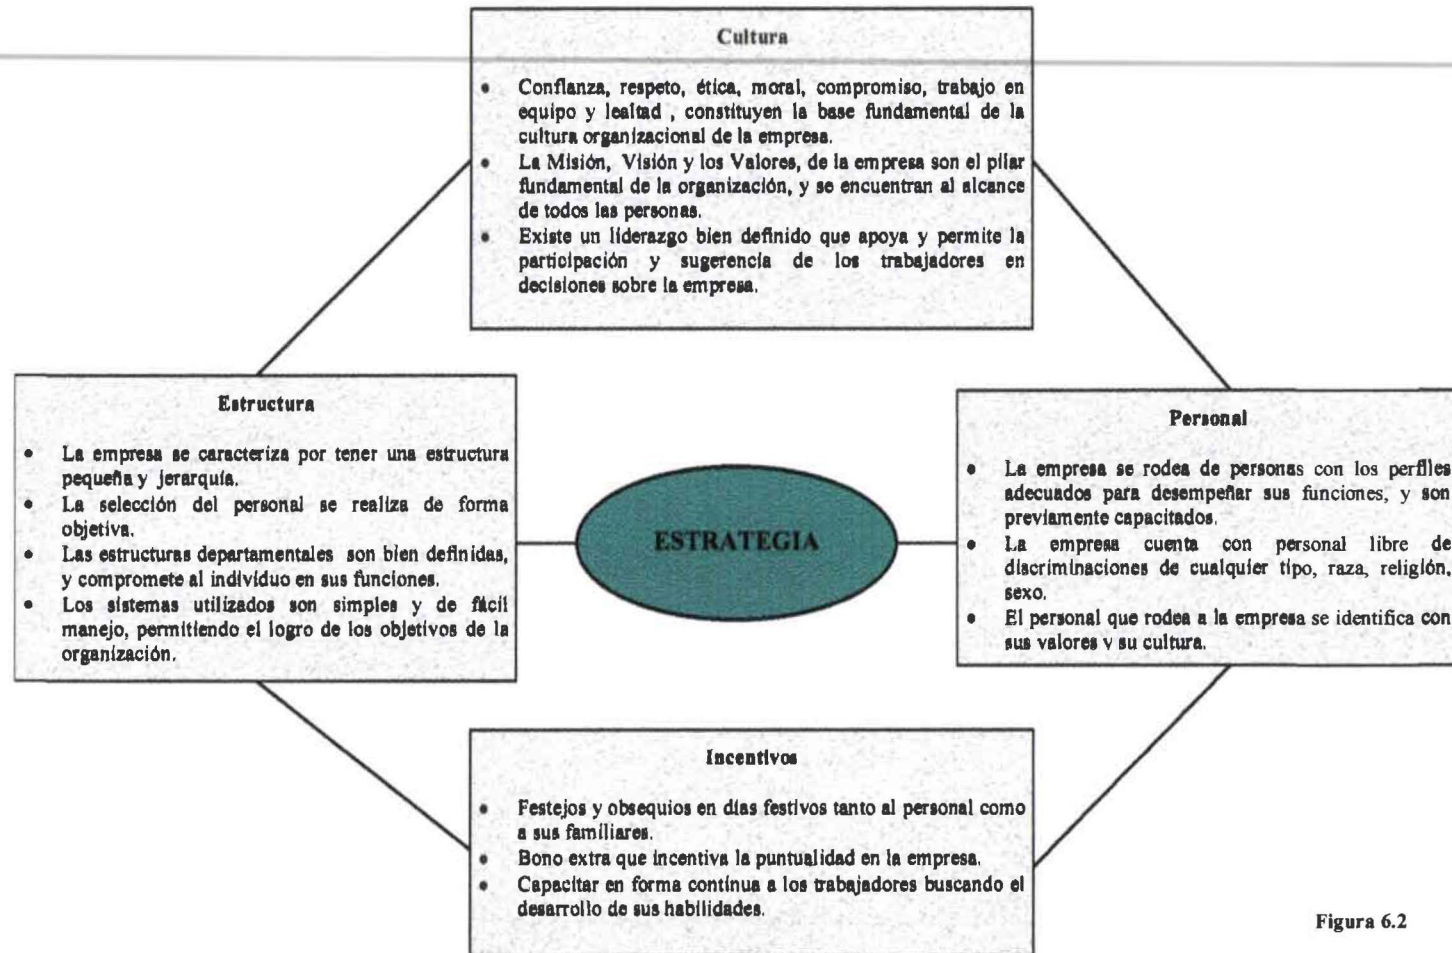 Cultura
• Confianza, respeto, ética, moral, compromiso, trabajo en
equipo y lealtad , constituyen la base fundamental de la
cultura organizacional de la empresa.
• La Misión, Visión y los Valores, de la empresa son el pilar
fundamental de la organización, y se encuentran al alcance
de todos las personas.
• Existe un liderazgo bien definido que apoya y permite la
participación y sugerencia de los trabajadores en
decisiones sobre la empresa.
Estructura
• La empresa se caracteriza por tener una estructura
pequeña y jerarquía.
• La selección del personal se realiza de forma
objetiva.
• Las estructuras departamentales son bien definidas,
y compromete al individuo en sus funciones.
• Los sistemas utilizados son simples y de fácil
manejo, permitiendo el logro de los objetivos de la
organización.
ESTRATEGIA
Personal
• La empresa se rodea de personas con los perfiles
adecuados para desempeñar sus funciones, y son
previamente capacitados.
• La empresa cuenta con personal libre de
discriminaciones de cualquier tipo, raza, religión,
sexo.
• El personal que rodea a la empresa se identifica con
sus valores y su cultura.
Incentivos
• Festejos y obsequios en días festivos tanto al personal como
a sus familiares.
• Bono extra que incentiva la puntualidad en la empresa.
• Capacitar en forma continua a los trabajadores buscando el
desarrollo de sus habilidades.
Figura 6.2